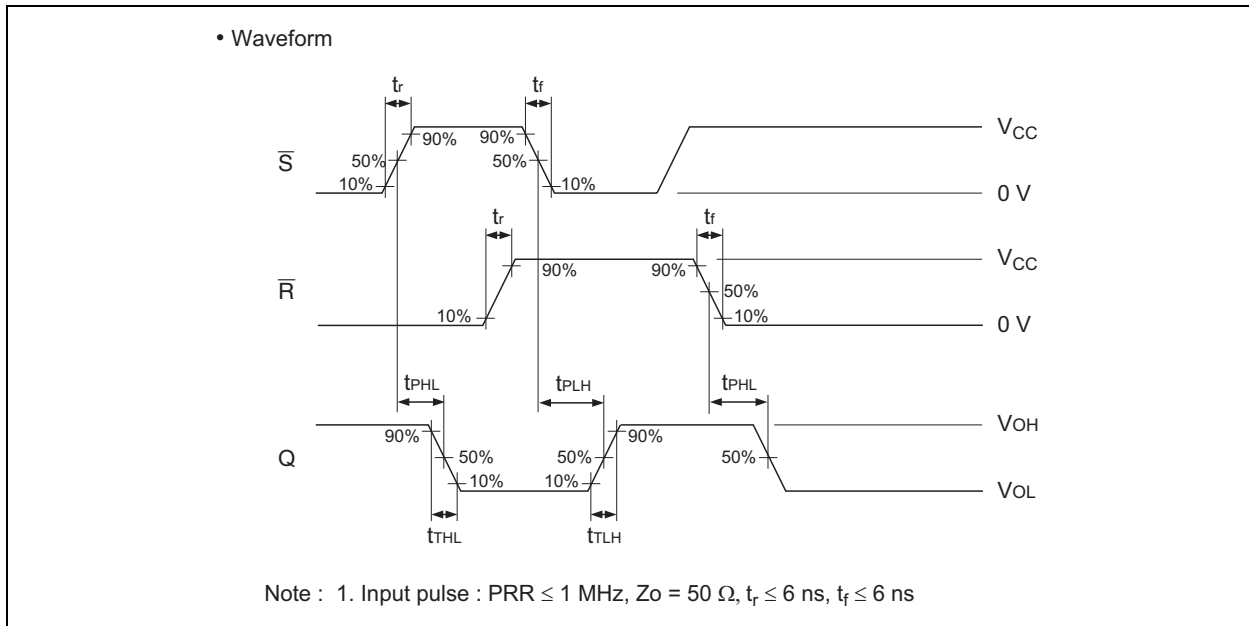 • Waveform
tr
tf
90%
90%
VCC
S̅
50%
50%
10%
10%
0 V
tr
tf
90%
90%
VCC
R̅
50%
10%
10%
0 V
tPHL
tPLH
tPHL
90%
90%
VOH
Q
50%
50%
50%
10%
10%
VOL
tTHL
tTLH
Note : 1. Input pulse : PRR ≤ 1 MHz, Zo = 50 Ω, tr ≤ 6 ns, tf ≤ 6 ns